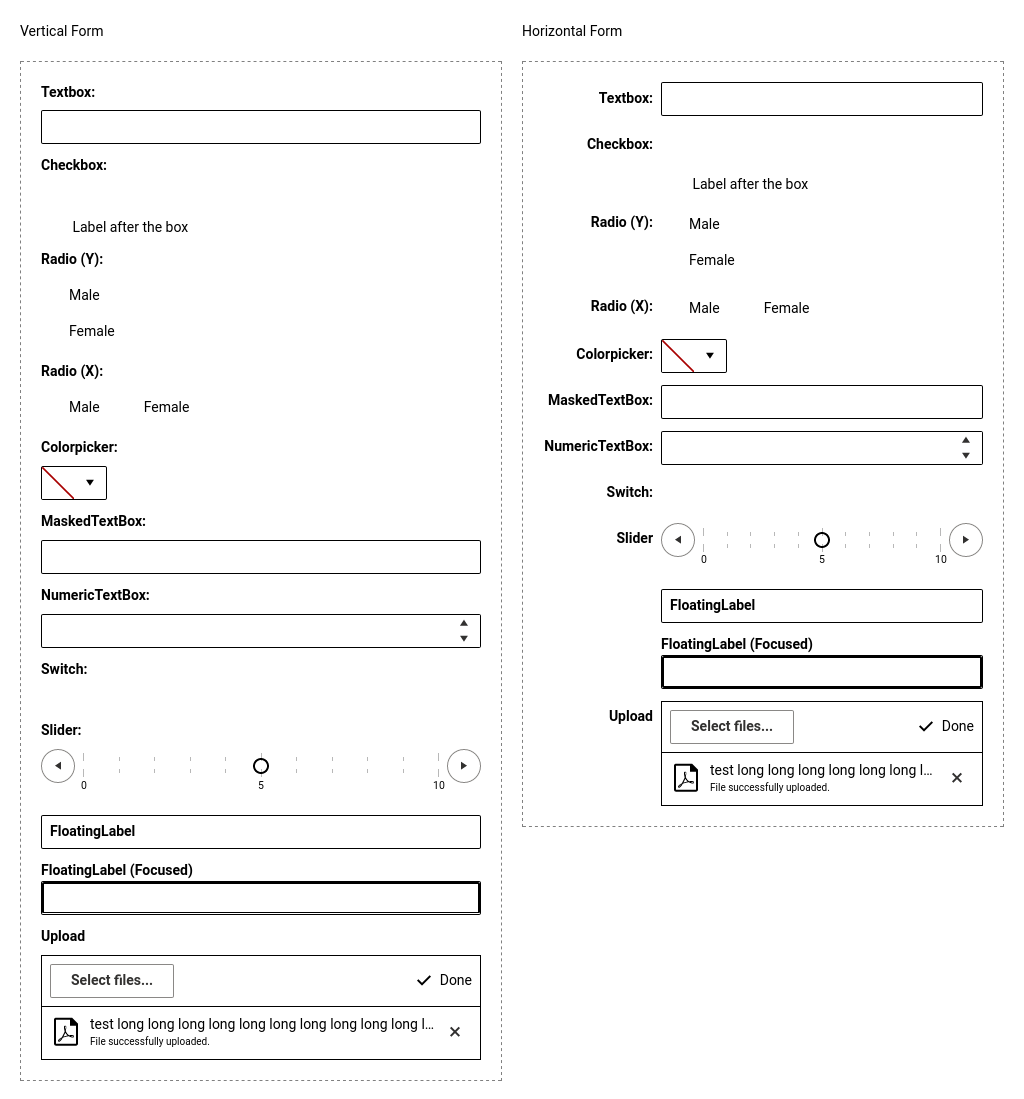 Vertical Form
Textbox:
Checkbox:
Label after the box
Radio (Y):
Male
Female
Radio (X):
Male Female
Colorpicker:
MaskedTextBox:
NumericTextBox:
Switch:
Slider:
0 5 10
FloatingLabel
FloatingLabel (Focused)
Upload
Select files... Done
test long long long long long long long long long long l...
File successfully uploaded.
Horizontal Form
Textbox:
Checkbox:
Label after the box
Radio (Y): Male
Female
Radio (X): Male Female
Colorpicker:
MaskedTextBox:
NumericTextBox:
Switch:
Slider
0 5 10
FloatingLabel
FloatingLabel (Focused)
Upload Select files... Done
test long long long long long long l...
File successfully uploaded.